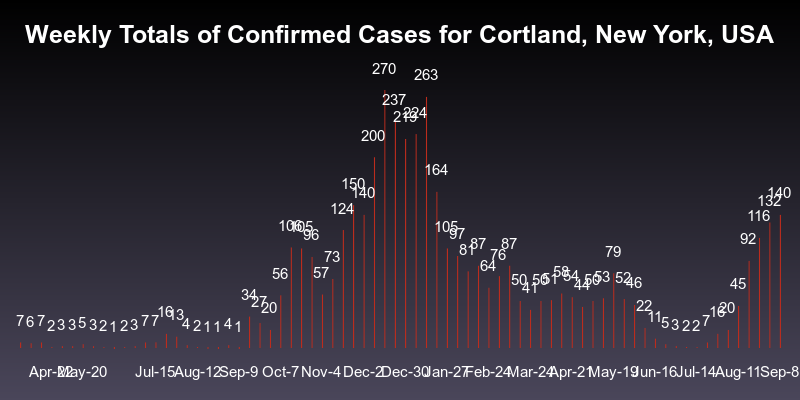 Weekly Totals of Confirmed Cases for Cortland, New York, USA
7 6 7 2 3 3 5 3 2 1 2 3 7 7 16 13 4 2 1 1 4 1 34 27 20 56 106 105 96 57 73 124 150 140 200 270 237 219 224 263 164 105 97 81 87 64 76 87 50 41 50 51 58 54 44 50 53 79 52 46 22 11 5 3 2 2 7 16 20 45 92 116 132 140
Apr-22 May-20 Jul-15 Aug-12 Sep-9 Oct-7 Nov-4 Dec-2 Dec-30 Jan-27 Feb-24 Mar-24 Apr-21 May-19 Jun-16 Jul-14 Aug-11 Sep-8